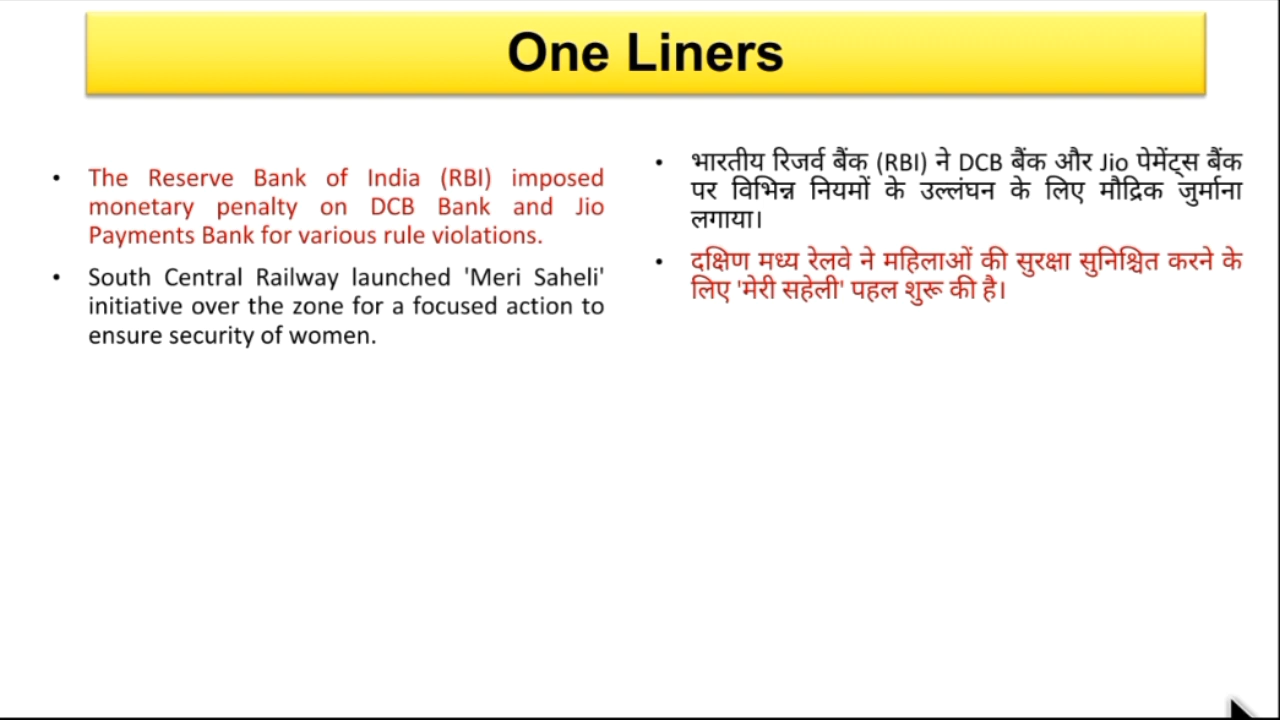 One Liners
• The Reserve Bank of India (RBI) imposed
monetary penalty on DCB Bank and Jio
Payments Bank for various rule violations.
• South Central Railway launched 'Meri Saheli'
initiative over the zone for a focused action to
ensure security of women.
• भारतीय रिजर्व बैंक (RBI) ने DCB बैंक और Jio पेमेंट्स बैंक
पर विभिन्न नियमों के उल्लंघन के लिए मौद्रिक जुर्माना
लगाया।
• दक्षिण मध्य रेलवे ने महिलाओं की सुरक्षा सुनिश्चित करने के
लिए 'मेरी सहेली' पहल शुरू की है।